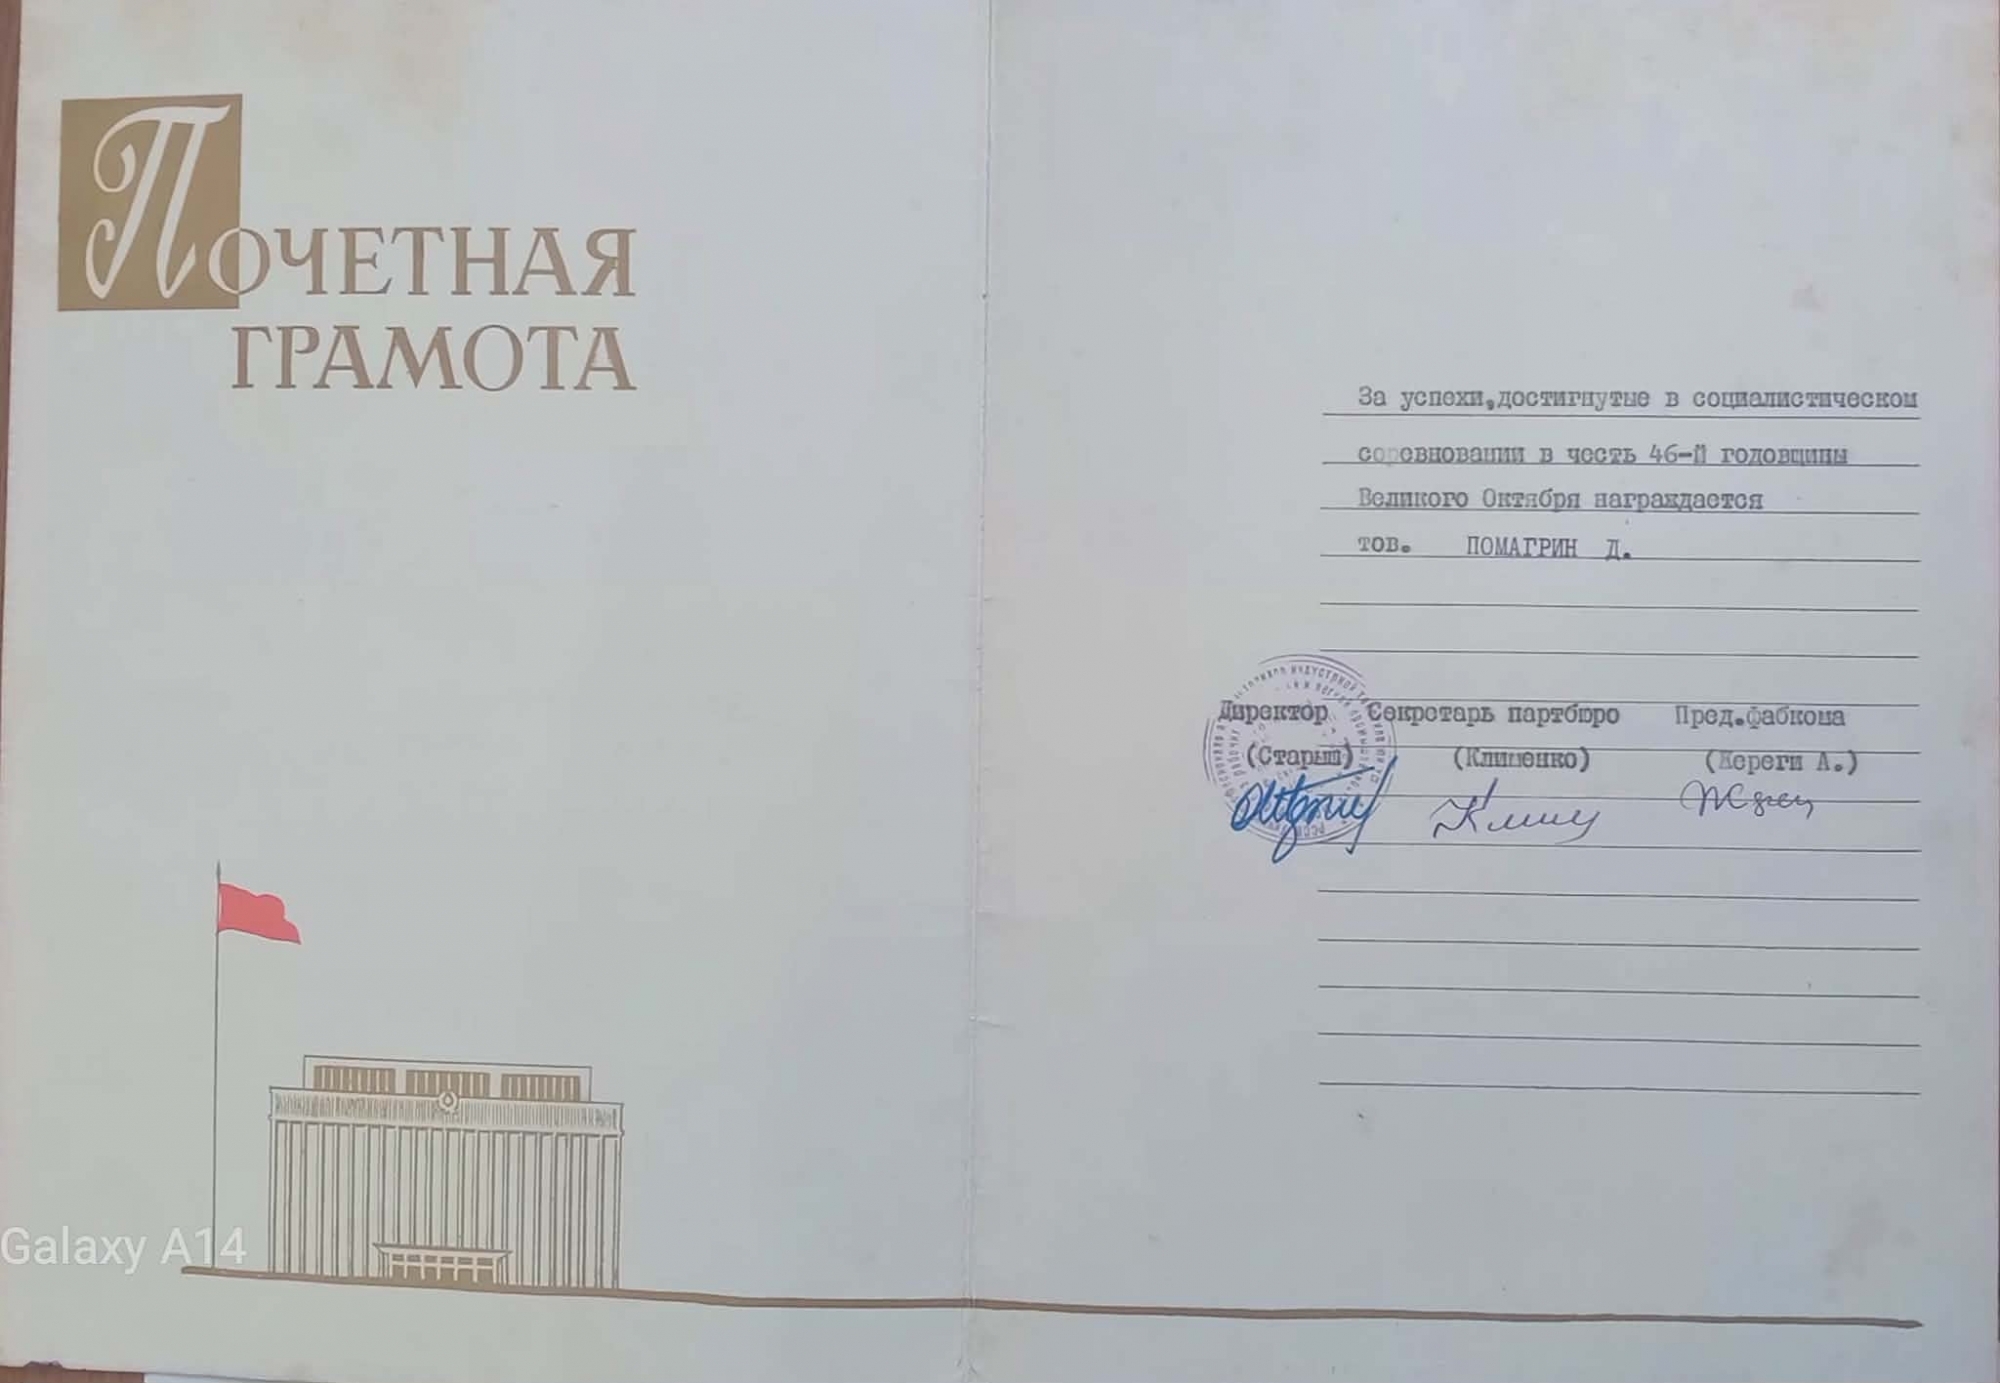 ПОЧЕТНАЯ
ГРАМОТА
За успехи,достигнутые в социалистическом
соревновании в честь 46-й годовщины
Великого Октября награждается
тов. ПОМАГРИН Д.
Директор Секретарь партбюро Пред.фабкома
(Старыш) (Клименко) (Береги А.)
Galaxy A14